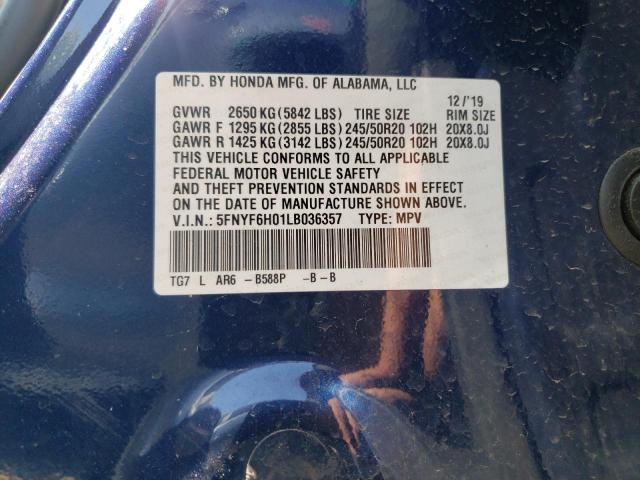 MFD. BY HONDA MFG. OF ALABAMA, LLC
12/'19
GVWR 2650 KG (5842 LBS) TIRE SIZE RIM SIZE
GAWR F 1295 KG (2855 LBS) 245/50R20 102H 20X8.0J
GAWR R 1425 KG (3142 LBS) 245/50R20 102H 20X8.0J
THIS VEHICLE CONFORMS TO ALL APPLICABLE
FEDERAL MOTOR VEHICLE SAFETY
AND THEFT PREVENTION STANDARDS IN EFFECT
ON THE DATE OF MANUFACTURE SHOWN ABOVE.
V.I.N.: 5FNYF6H01LB036357 TYPE: MPV
TG7 L AR6 -B588P -B-B